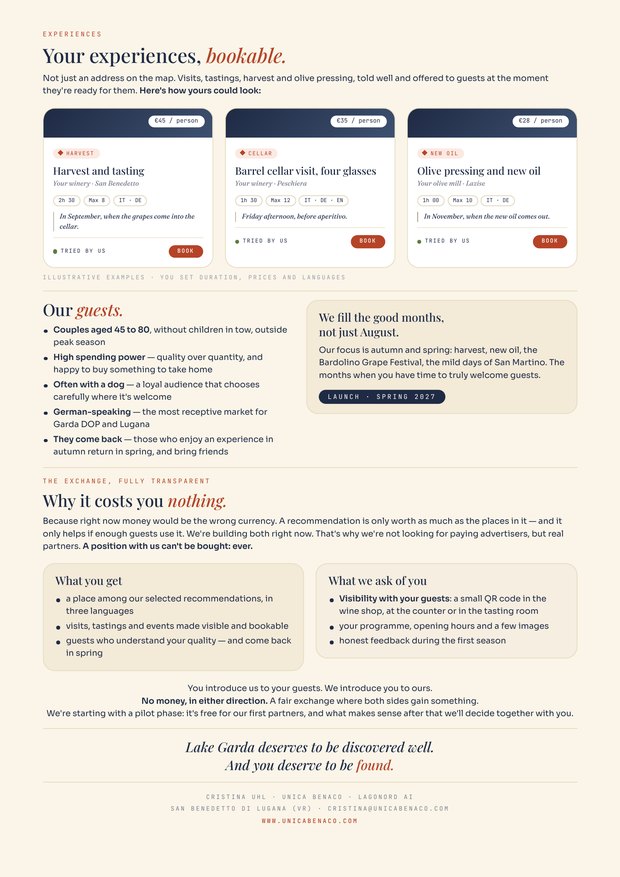 EXPERIENCES
Your experiences, bookable.
Not just an address on the map. Visits, tastings, harvest and olive pressing, told well and offered to guests at the moment
they're ready for them. Here's how yours could look:
€45 / person
HARVEST
Harvest and tasting
Your winery · San Benedetto
2h 30
Max 8
IT · DE
In September, when the grapes come into the
cellar.
TRIED BY US
BOOK
€35 / person
CELLAR
Barrel cellar visit, four glasses
Your winery · Peschiera
1h 30
Max 12
IT · DE · EN
Friday afternoon, before aperitivo.
TRIED BY US
BOOK
€28 / person
NEW OIL
Olive pressing and new oil
Your olive mill · Lazise
1h 00
Max 10
IT · DE
In November, when the new oil comes out.
TRIED BY US
BOOK
ILLUSTRATIVE EXAMPLES · YOU SET DURATION, PRICES AND LANGUAGES
Our guests.
Couples aged 45 to 80, without children in tow, outside
peak season
High spending power — quality over quantity, and
happy to buy something to take home
Often with a dog — a loyal audience that chooses
carefully where it's welcome
German-speaking — the most receptive market for
Garda DOP and Lugana
They come back — those who enjoy an experience in
autumn return in spring, and bring friends
We fill the good months,
not just August.
Our focus is autumn and spring: harvest, new oil, the
Bardolino Grape Festival, the mild days of San Martino. The
months when you have time to truly welcome guests.
LAUNCH · SPRING 2027
THE EXCHANGE, FULLY TRANSPARENT
Why it costs you nothing.
Because right now money would be the wrong currency. A recommendation is only worth as much as the places in it — and it
only helps if enough guests use it. We're building both right now. That's why we're not looking for paying advertisers, but real
partners. A position with us can't be bought: ever.
What you get
a place among our selected recommendations, in
three languages
visits, tastings and events made visible and bookable
guests who understand your quality — and come back
in spring
What we ask of you
Visibility with your guests: a small QR code in the
wine shop, at the counter or in the tasting room
your programme, opening hours and a few images
honest feedback during the first season
You introduce us to your guests. We introduce you to ours.
No money, in either direction. A fair exchange where both sides gain something.
We're starting with a pilot phase: it's free for our first partners, and what makes sense after that we'll decide together with you.
Lake Garda deserves to be discovered well.
And you deserve to be found.
CRISTINA UHL · UNICA BENACO · LAGONORD AI
SAN BENEDETTO DI LUGANA (VR) · CRISTINA@UNICABENACO.COM
WWW.UNICABENACO.COM